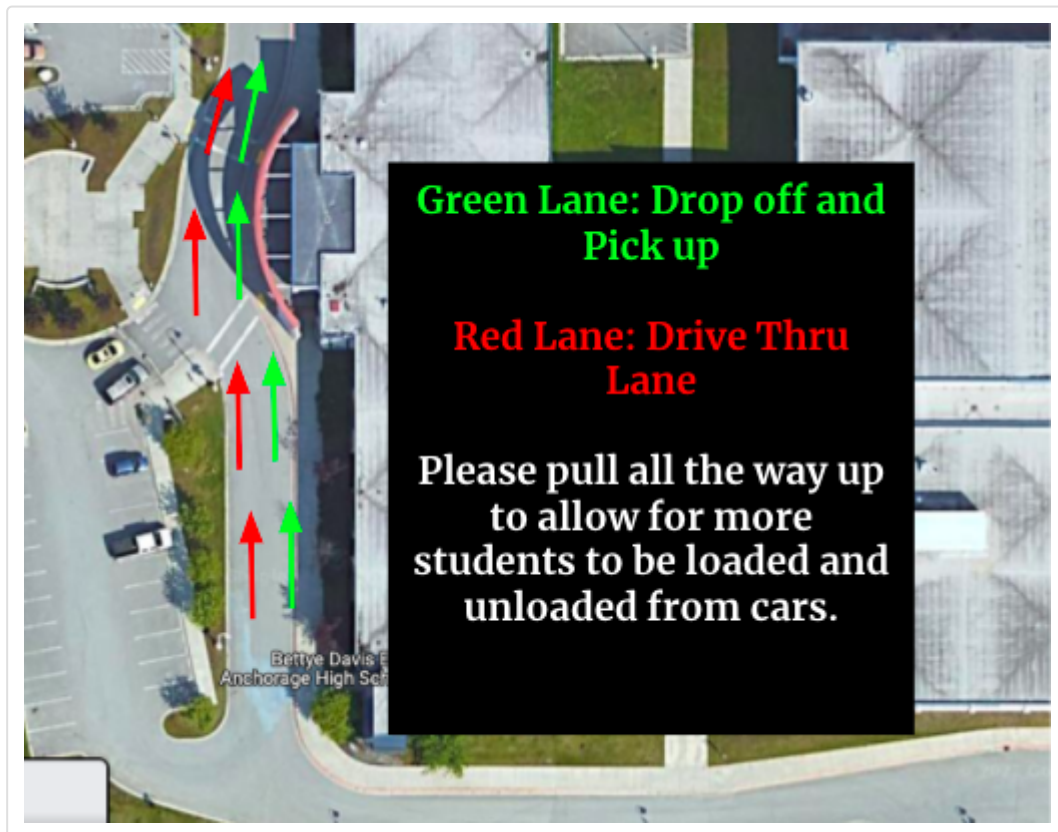 Green Lane: Drop off and
Pick up
Red Lane: Drive Thru
Lane
Please pull all the way up
to allow for more
students to be loaded and
unloaded from cars.
Bettye Davis E
Anchorage High Sch